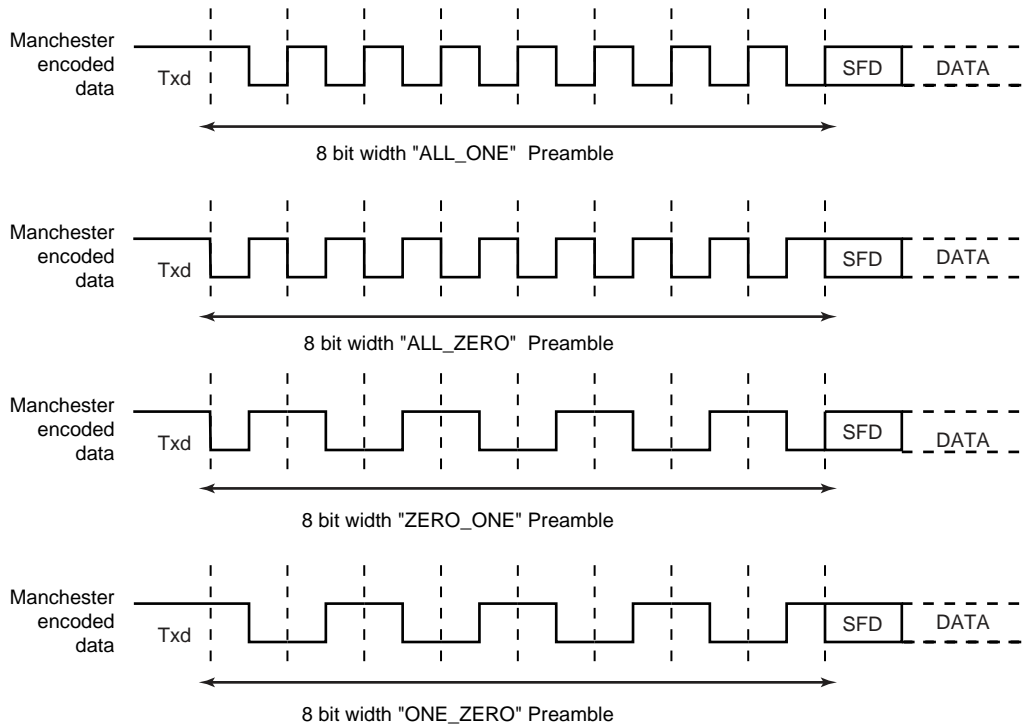 Manchester
encoded
data
Txd
SFD
DATA
8 bit width "ALL_ONE" Preamble
Manchester
encoded
data
Txd
SFD
DATA
8 bit width "ALL_ZERO" Preamble
Manchester
encoded
data
Txd
SFD
DATA
8 bit width "ZERO_ONE" Preamble
Manchester
encoded
data
Txd
SFD
DATA
8 bit width "ONE_ZERO" Preamble